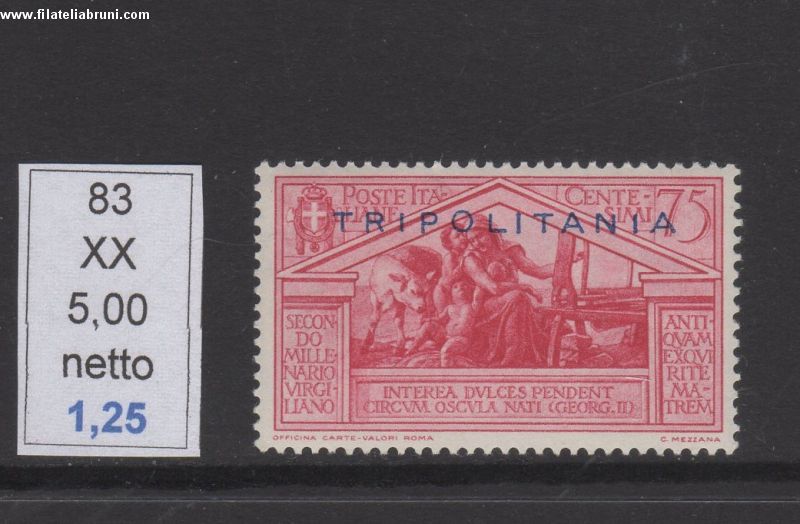 www.filateliabruni.com
83
XX
5,00
netto
1,25
POSTE ITA-
LIANE
CENTE-
SIMI
75
TRIPOLITANIA
SECON-
DO
MILLE-
NARIO
VIRGI-
LIANO
INTEREA DVLCES PENDENT
CIRCVM OSCVLA NATI (GEORG. II)
ANTI-
QVAM
EXQVI-
RITE
MA-
TREM
OFFICINA CARTE-VALORI ROMA
C. MEZZANA